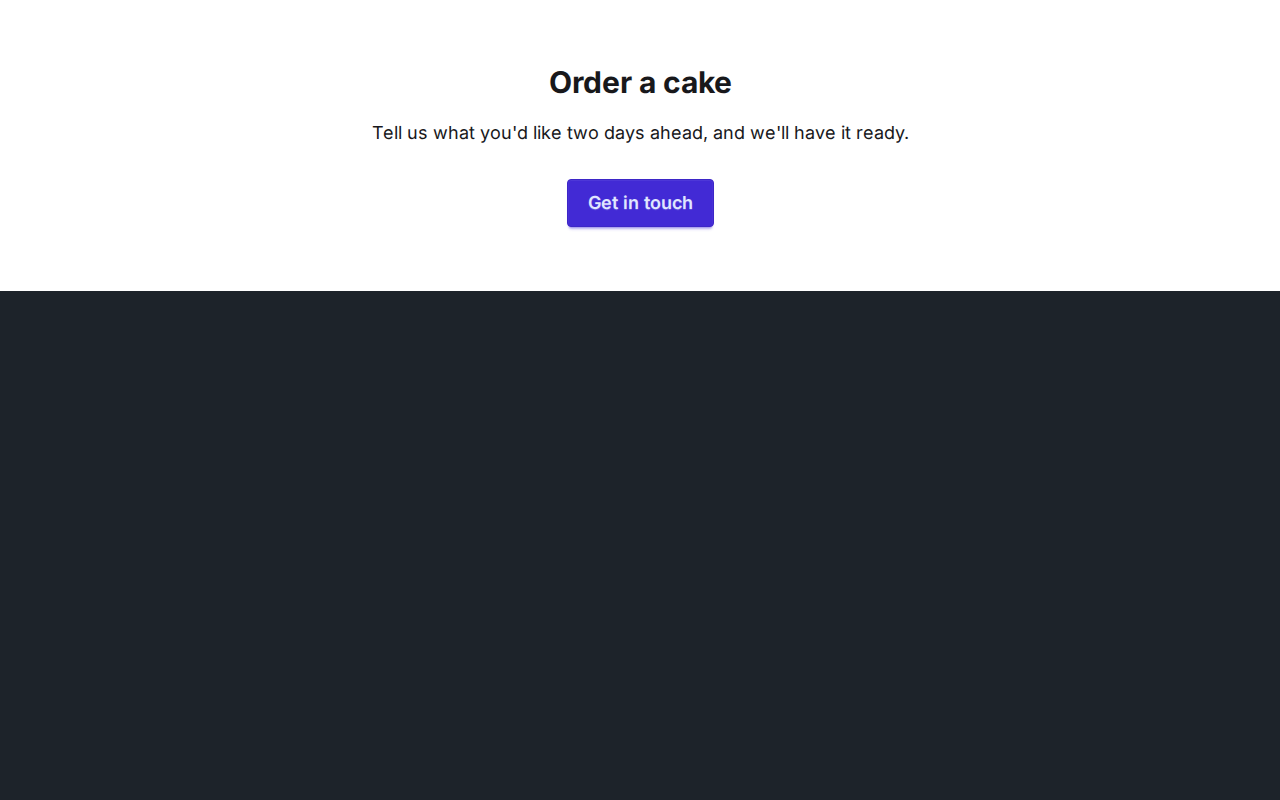 Order a cake
Tell us what you'd like two days ahead, and we'll have it ready.
Get in touch